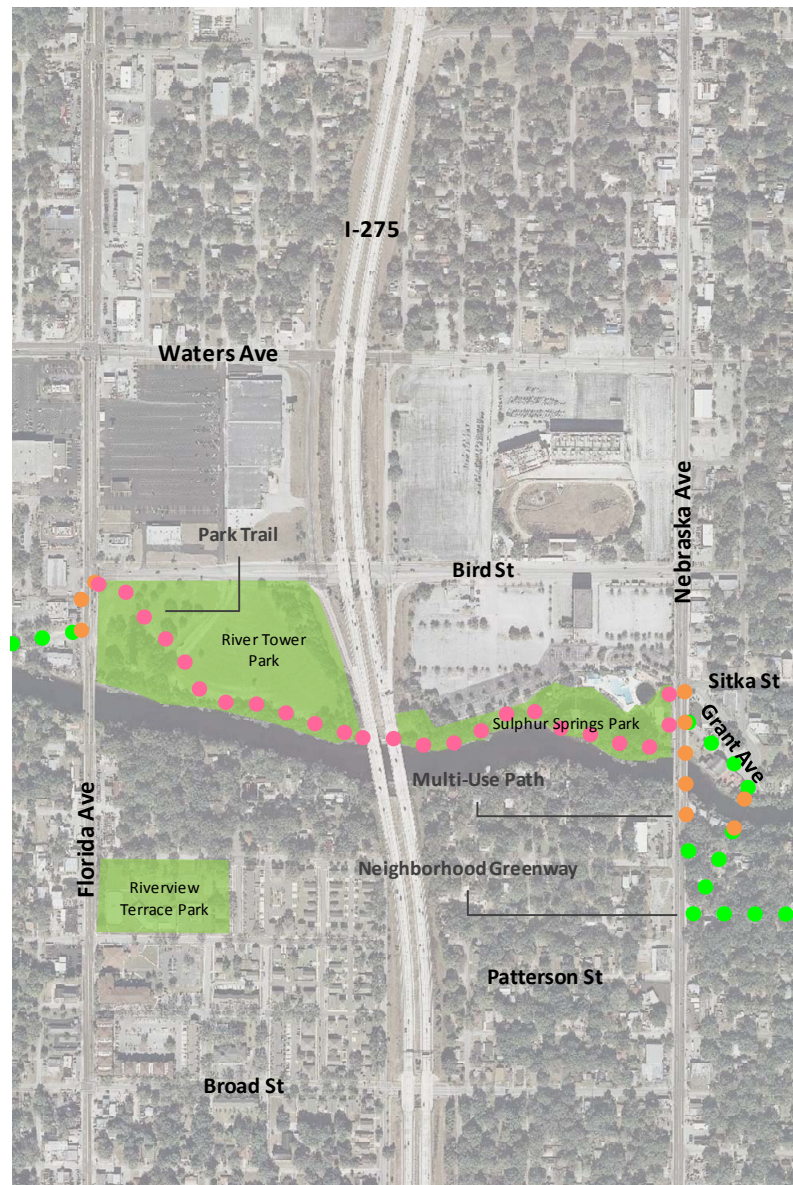 I-275
Waters Ave
Park Trail
Bird St
Nebraska Ave
River Tower
Park
Sitka St
Sulphur Springs Park
Grant Ave
Multi-Use Path
Florida Ave
Neighborhood Greenway
Riverview
Terrace Park
Patterson St
Broad St